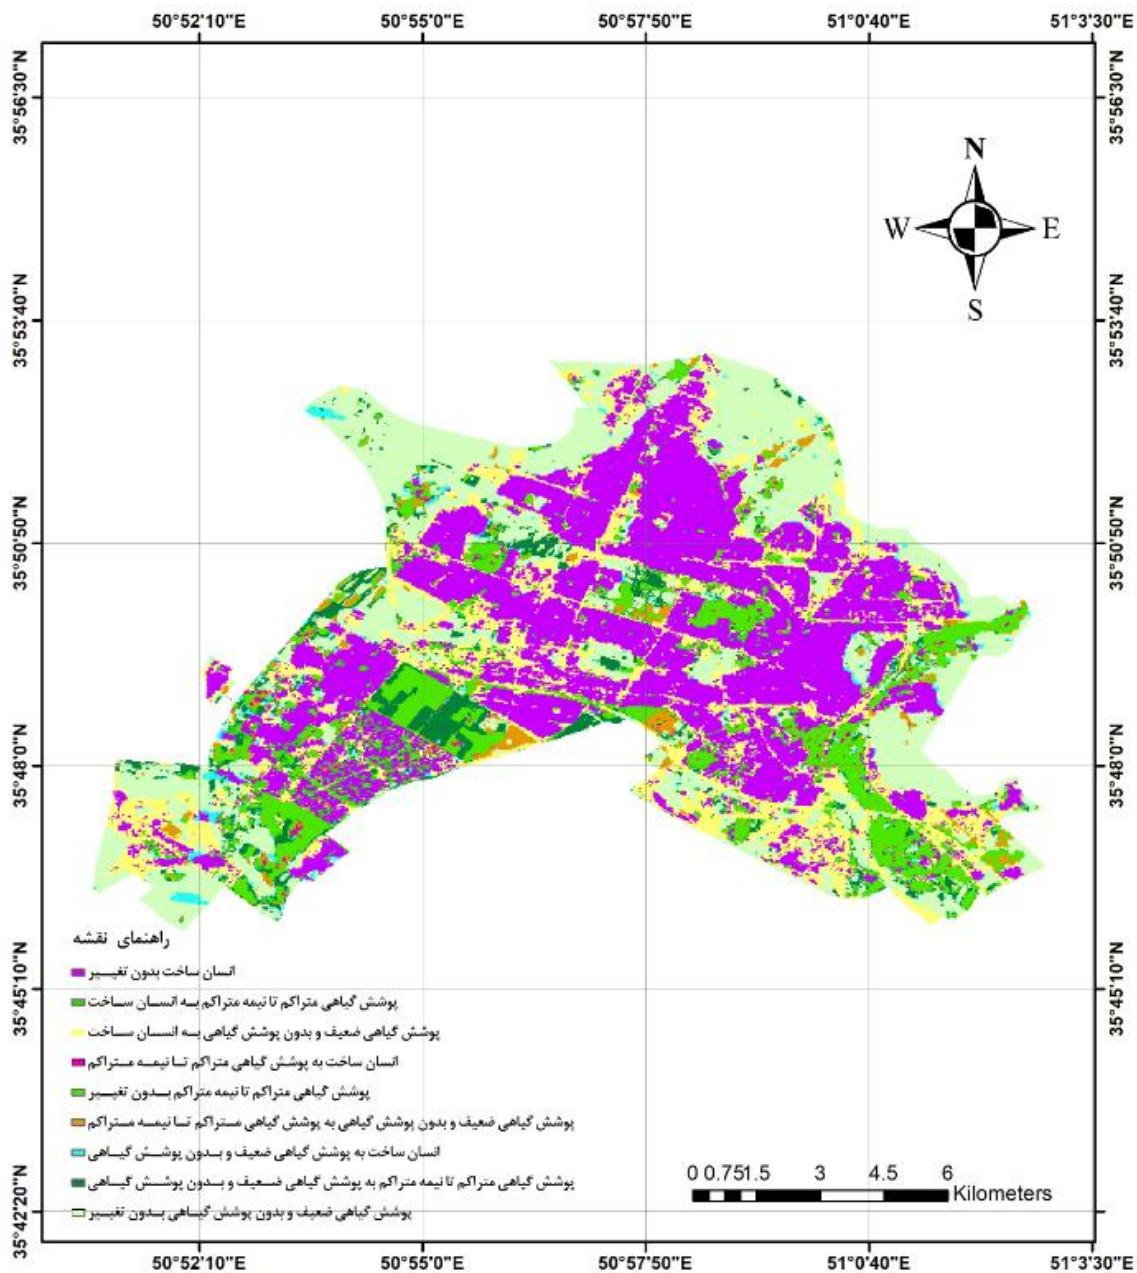 50°52'10"E 50°55'0"E 50°57'50"E 51°0'40"E 51°3'30"E
35°56'30"N 35°56'30"N
N
W E
S
35°53'40"N 35°53'40"N
35°50'50"N 35°50'50"N
35°48'0"N 35°48'0"N
راهنمای نقشه
انسان ساخت بدون تغییر
35°45'10"N 35°45'10"N
پوشش گیاهی متراکم تا نیمه متراکم به انسان ساخت
پوشش گیاهی ضعیف و بدون پوشش گیاهی به انسان ساخت
انسان ساخت به پوشش گیاهی متراکم تا نیمه متراکم
پوشش گیاهی متراکم تا نیمه متراکم بدون تغییر
پوشش گیاهی ضعیف و بدون پوشش گیاهی به پوشش گیاهی متراکم تا نیمه متراکم
انسان ساخت به پوشش گیاهی ضعیف و بدون پوشش گیاهی
پوشش گیاهی متراکم تا نیمه متراکم به پوشش گیاهی ضعیف و بدون پوشش گیاهی
0 0.75 1.5 3 4.5 6
Kilometers
پوشش گیاهی ضعیف و بدون پوشش گیاهی بدون تغییر
35°42'20"N 35°42'20"N
50°52'10"E 50°55'0"E 50°57'50"E 51°0'40"E 51°3'30"E